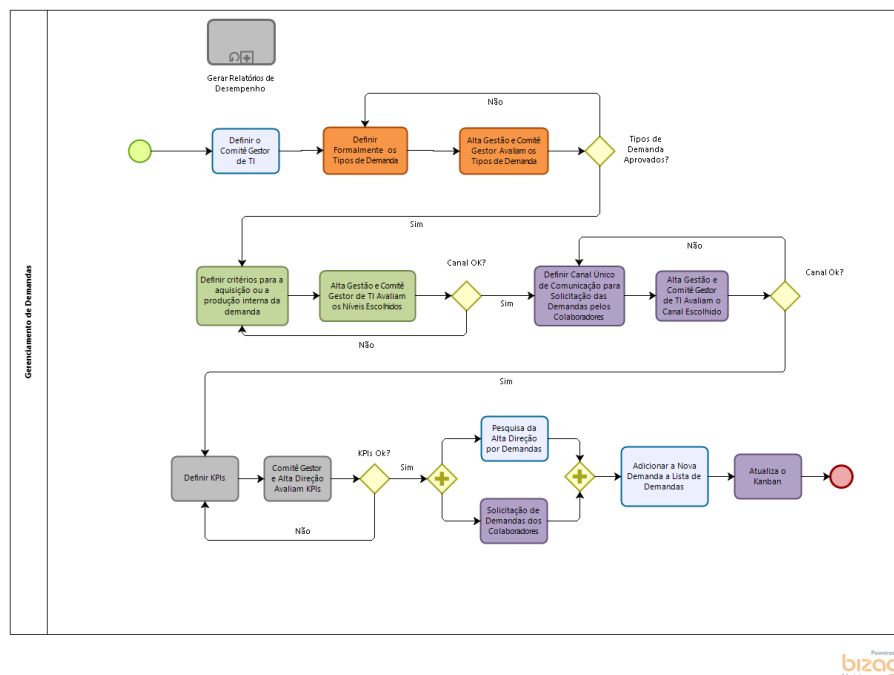 Gerenciamento de Demandas
Gerar Relatórios de
Desempenho
Não
Definir o
Comitê Gestor
de TI
Definir
Formalmente os
Tipos de Demanda
Alta Gestão e Comitê
Gestor Avaliam os
Tipos de Demanda
Tipos de
Demanda
Aprovados?
Sim
Definir critérios para a
aquisição ou a
produção interna da
demanda
Alta Gestão e Comitê
Gestor de TI Avaliam
os Níveis Escolhidos
Canal OK?
Sim
Não
Definir Canal Único
de Comunicação para
Solicitação das
Demandas pelos
Colaboradores
Alta Gestão e
Comitê Gestor
de TI Avaliam o
Canal Escolhido
Não
Canal Ok?
Sim
Definir KPIs
Comitê Gestor
e Alta Direção
Avaliam KPIs
KPIs Ok?
Sim
Não
Pesquisa da
Alta Direção
por Demandas
Solicitação de
Demandas dos
Colaboradores
Adicionar a Nova
Demanda a Lista de
Demandas
Atualiza o
Kanban
Powered